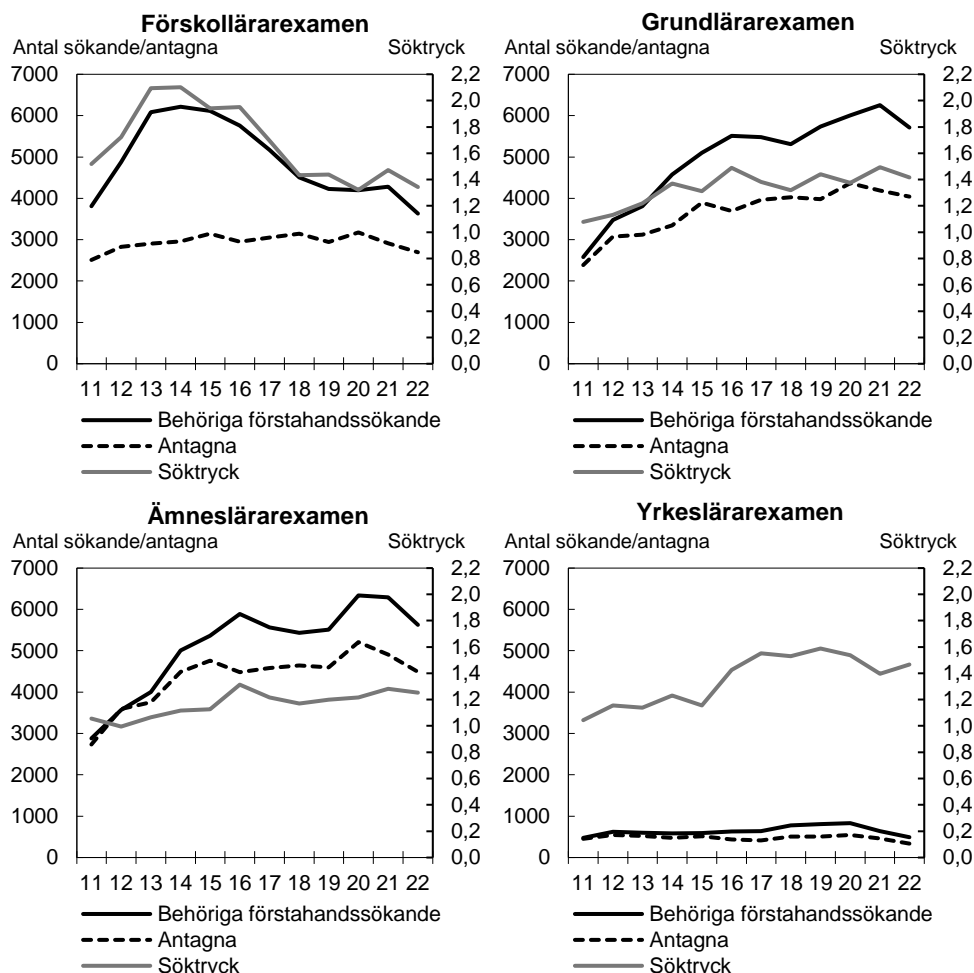 Förskollärarexamen
Antal sökande/antagna Söktryck
7000 2,2
6000 2,0
1,8
5000 1,6
4000 1,4
1,2
3000 1,0
2000 0,8
0,6
1000 0,4
0,2
0 0,0
11 12 13 14 15 16 17 18 19 20 21 22
Behöriga förstahandssökande
Antagna
Söktryck
Grundlärarexamen
Antal sökande/antagna Söktryck
7000 2,2
6000 2,0
1,8
5000 1,6
4000 1,4
1,2
3000 1,0
2000 0,8
0,6
1000 0,4
0,2
0 0,0
11 12 13 14 15 16 17 18 19 20 21 22
Behöriga förstahandssökande
Antagna
Söktryck
Ämneslärarexamen
Antal sökande/antagna Söktryck
7000 2,2
6000 2,0
1,8
5000 1,6
4000 1,4
1,2
3000 1,0
2000 0,8
0,6
1000 0,4
0,2
0 0,0
11 12 13 14 15 16 17 18 19 20 21 22
Behöriga förstahandssökande
Antagna
Söktryck
Yrkeslärarexamen
Antal sökande/antagna Söktryck
7000 2,2
6000 2,0
1,8
5000 1,6
4000 1,4
1,2
3000 1,0
2000 0,8
0,6
1000 0,4
0,2
0 0,0
11 12 13 14 15 16 17 18 19 20 21 22
Behöriga förstahandssökande
Antagna
Söktryck